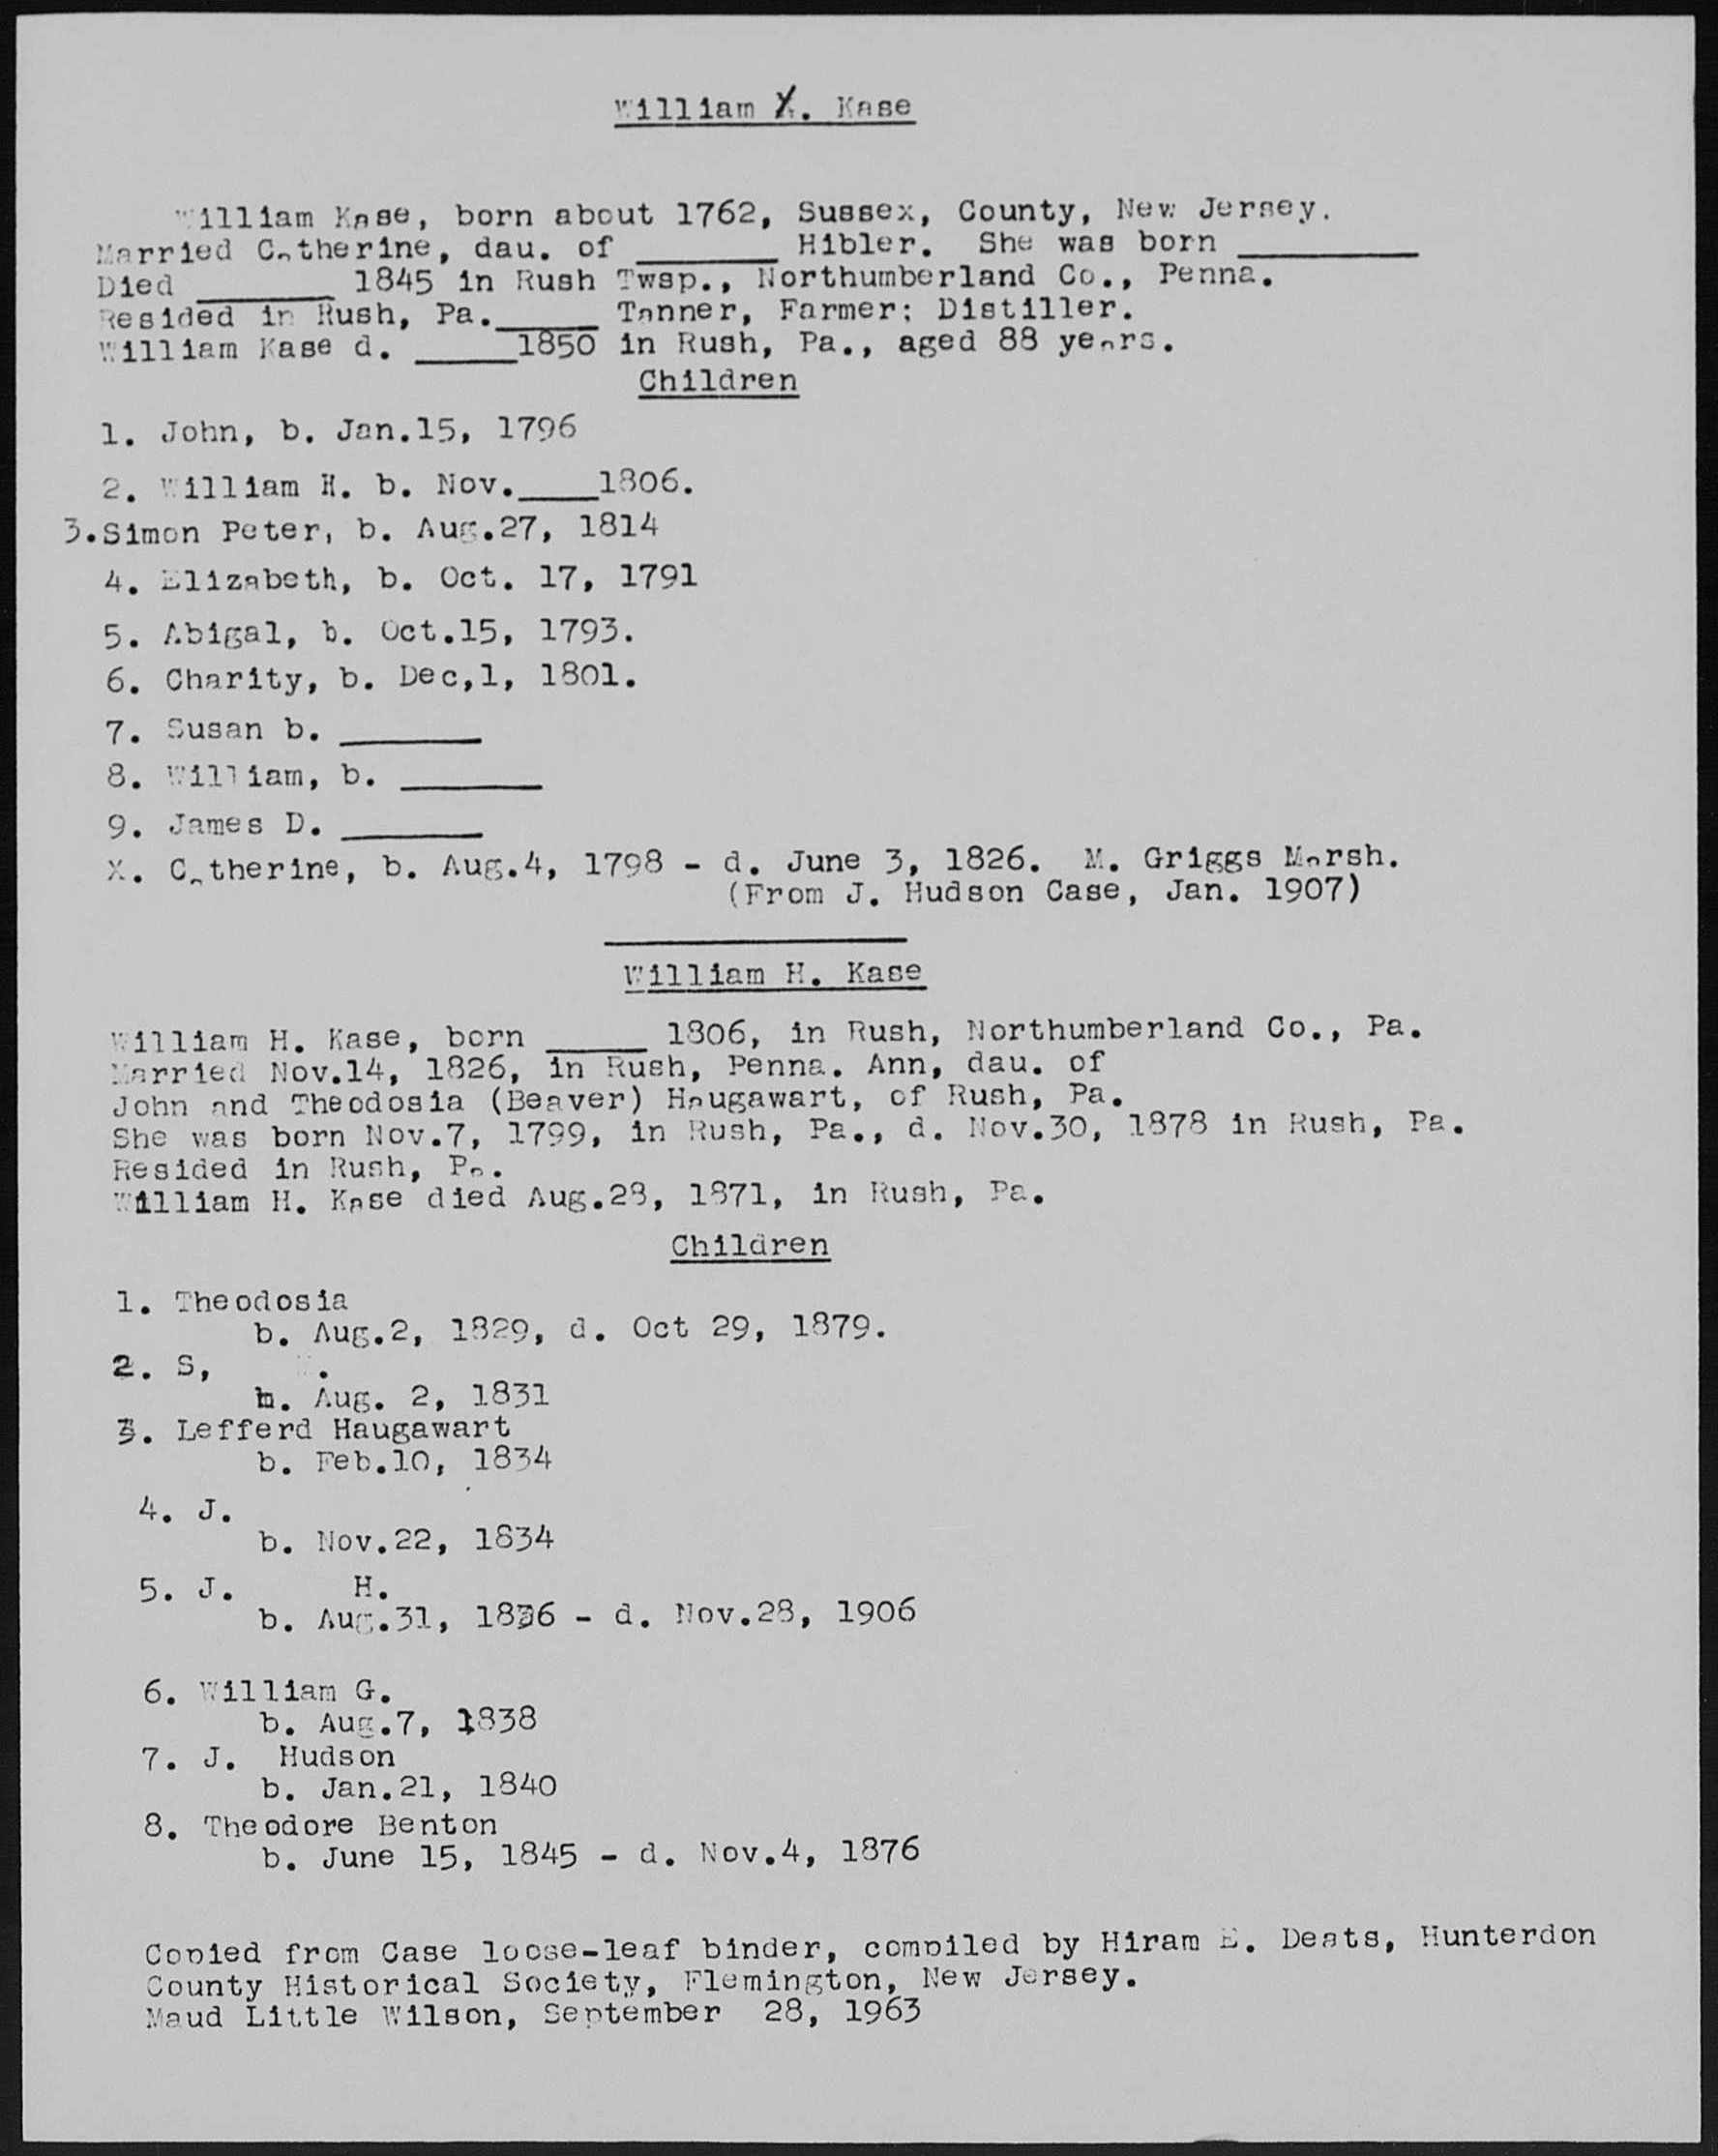 William X. Kase
William Kase, born about 1762, Sussex, County, New Jersey.
Married Catherine, dau. of _______ Hibler. She was born _________
Died _______ 1845 in Rush Twsp., Northumberland Co., Penna.
Resided in Rush, Pa._____ Tanner, Farmer; Distiller.
William Kase d. _____1850 in Rush, Pa., aged 88 years.
Children
1. John, b. Jan.15, 1796
2. William H. b. Nov.____1806.
3.Simon Peter, b. Aug.27, 1814
4. Elizabeth, b. Oct. 17, 1791
5. Abigal, b. Oct.15, 1793.
6. Charity, b. Dec,1, 1801.
7. Susan b. _______
8. William, b. _______
9. James D. _______
X. Catherine, b. Aug.4, 1798 - d. June 3, 1826. M. Griggs Marsh.
(From J. Hudson Case, Jan. 1907)
William H. Kase
William H. Kase, born _____ 1806, in Rush, Northumberland Co., Pa.
Married Nov.14, 1826, in Rush, Penna. Ann, dau. of
John and Theodosia (Beaver) Haugawart, of Rush, Pa.
She was born Nov.7, 1799, in Rush, Pa., d. Nov.30, 1878 in Rush, Pa.
Resided in Rush, Pa.
William H. Kase died Aug.28, 1871, in Rush, Pa.
Children
1. Theodosia
b. Aug.2, 1829, d. Oct 29, 1879.
2. S, .
b. Aug. 2, 1831
3. Lefferd Haugawart
b. Feb.10, 1834
4. J.
b. Nov.22, 1834
5. J. H.
b. Aug.31, 1836 - d. Nov.28, 1906
6. William G.
b. Aug.7, 1838
7. J. Hudson
b. Jan.21, 1840
8. Theodore Benton
b. June 15, 1845 - d. Nov.4, 1876
Copied from Case loose-leaf binder, compiled by Hiram E. Deats, Hunterdon
County Historical Society, Flemington, New Jersey.
Maud Little Wilson, September 28, 1963